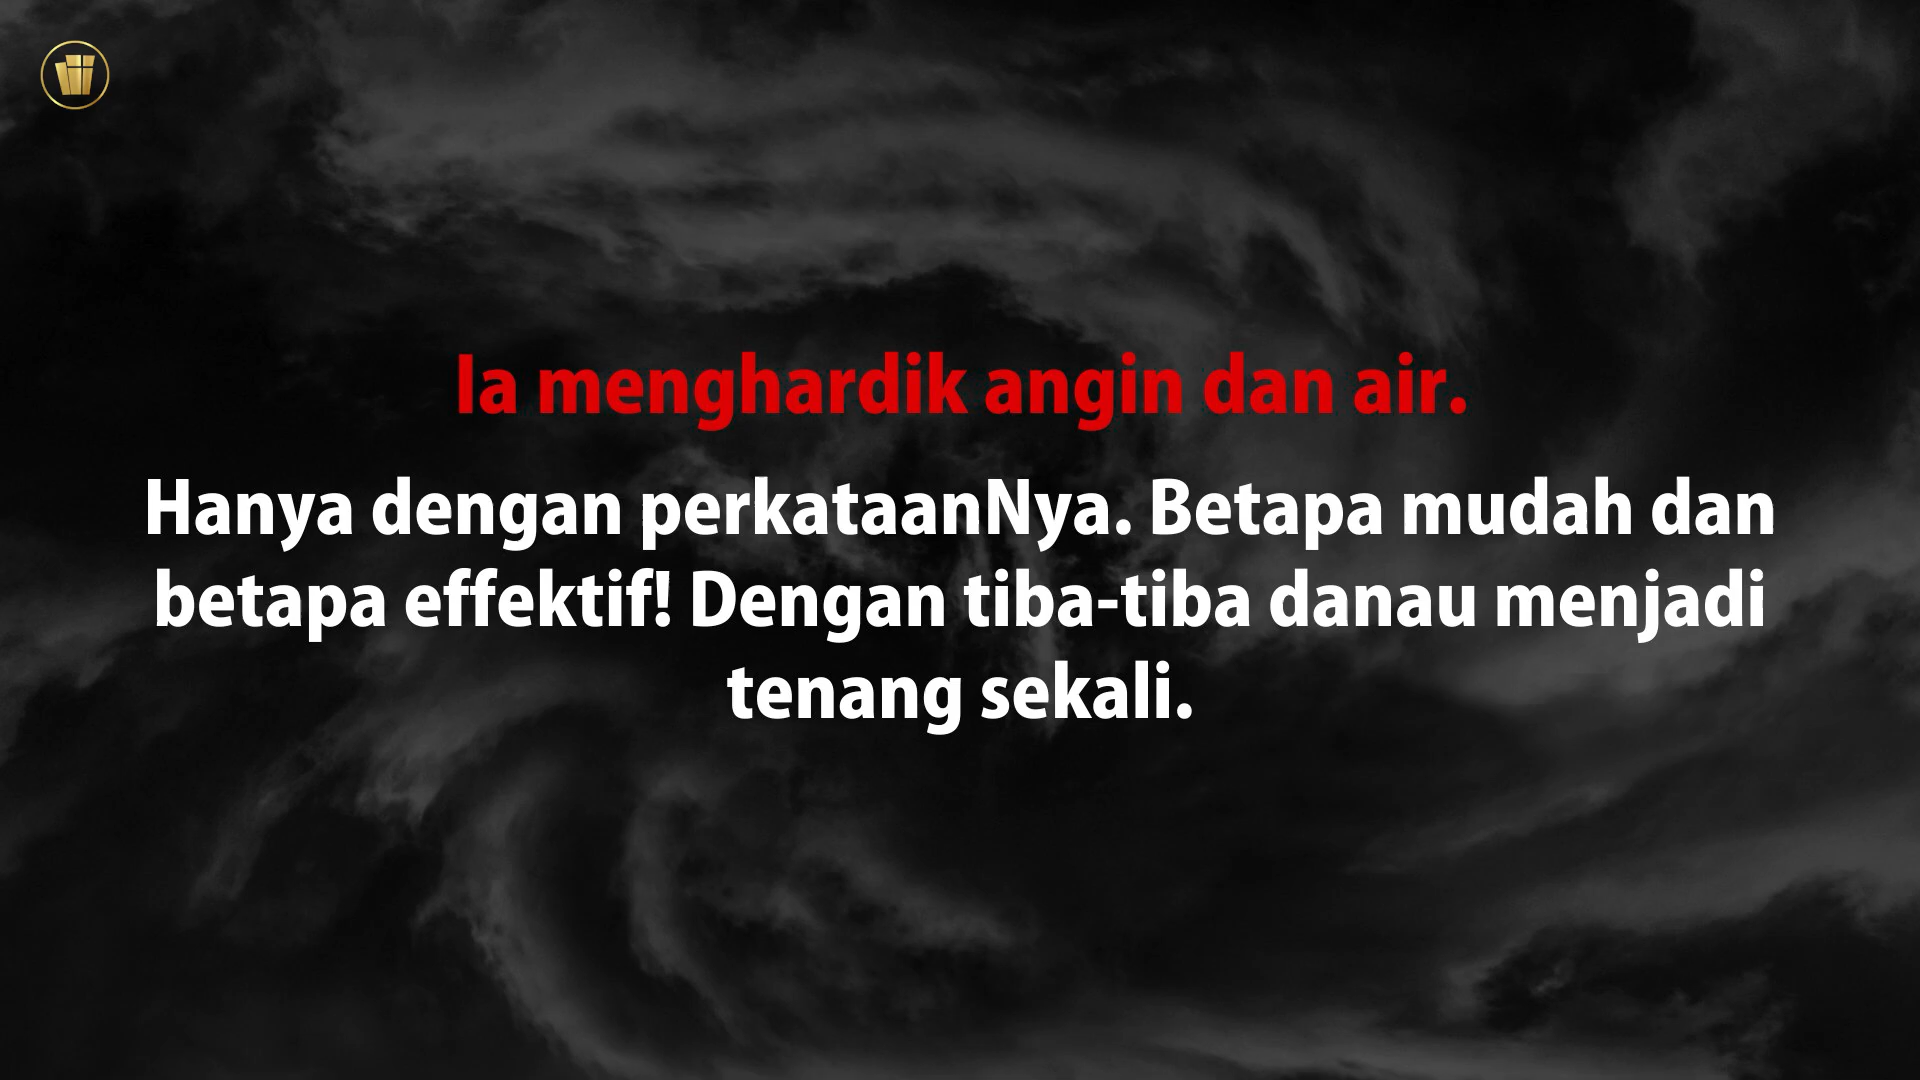 Ia menghardik angin dan air.
Hanya dengan perkataanNya. Betapa mudah dan
betapa effektif! Dengan tiba-tiba danau menjadi
tenang sekali.